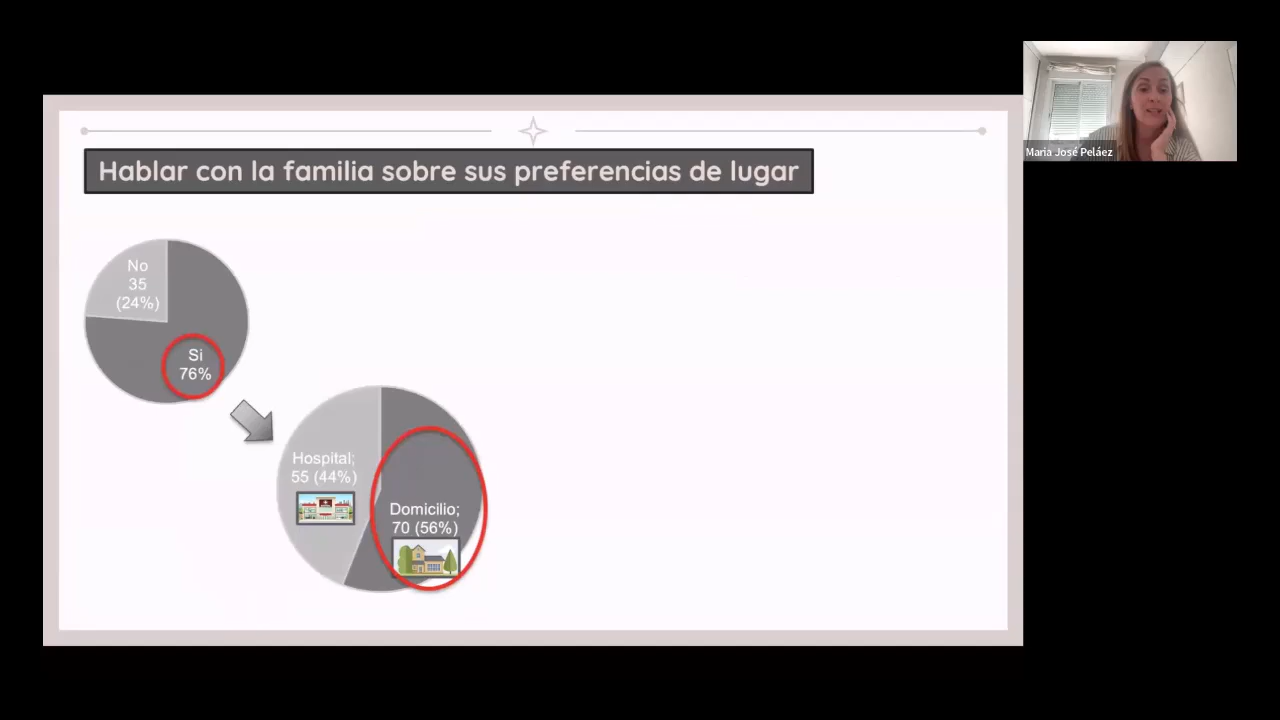 Maria José Peláez
Hablar con la familia sobre sus preferencias de lugar
No
35
(24%)
Si
76%
Hospital;
55 (44%)
Domicilio;
70 (56%)